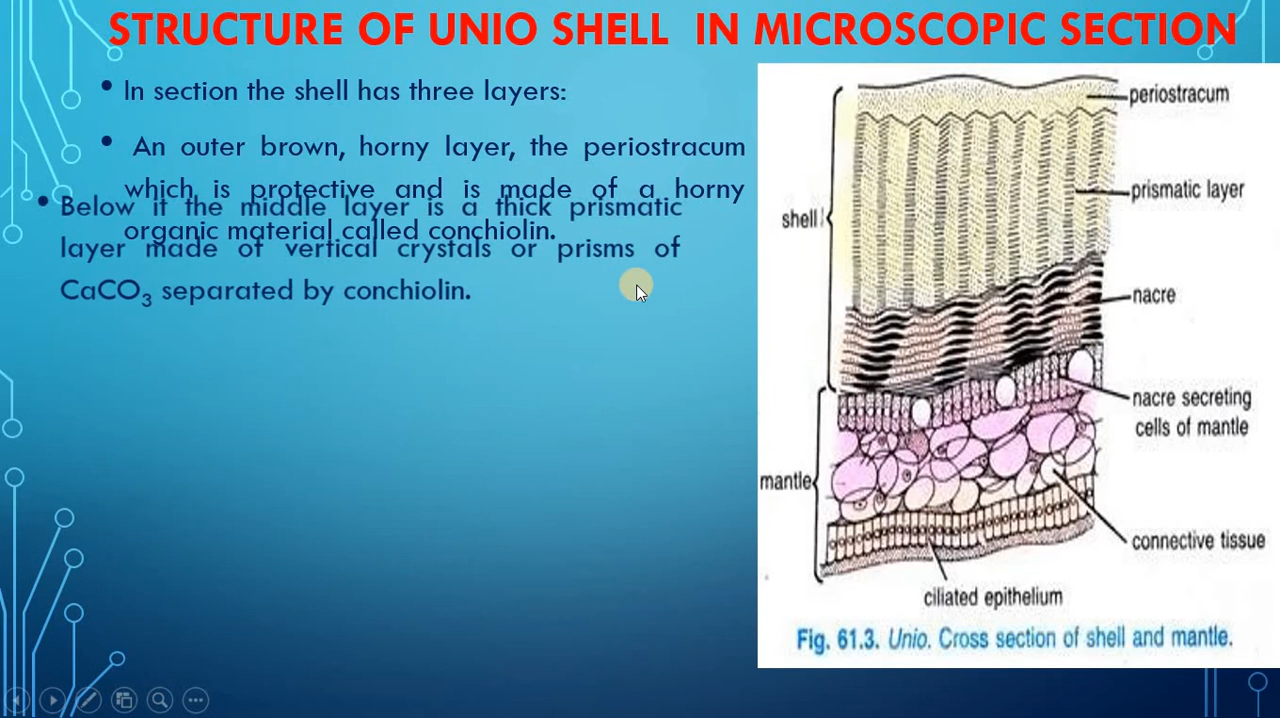 STRUCTURE OF UNIO SHELL IN MICROSCOPIC SECTION
• In section the shell has three layers:
• An outer brown, horny layer, the periostracum
which is protective and is made of a horny
organic material called conchiolin.
• Below it the middle layer is a thick prismatic
layer made of vertical crystals or prisms of
CaCO₃ separated by conchiolin.
periostracum
prismatic layer
shell
nacre
nacre secreting
cells of mantle
mantle
connective tissue
ciliated epithelium
Fig. 61.3. Unio. Cross section of shell and mantle.